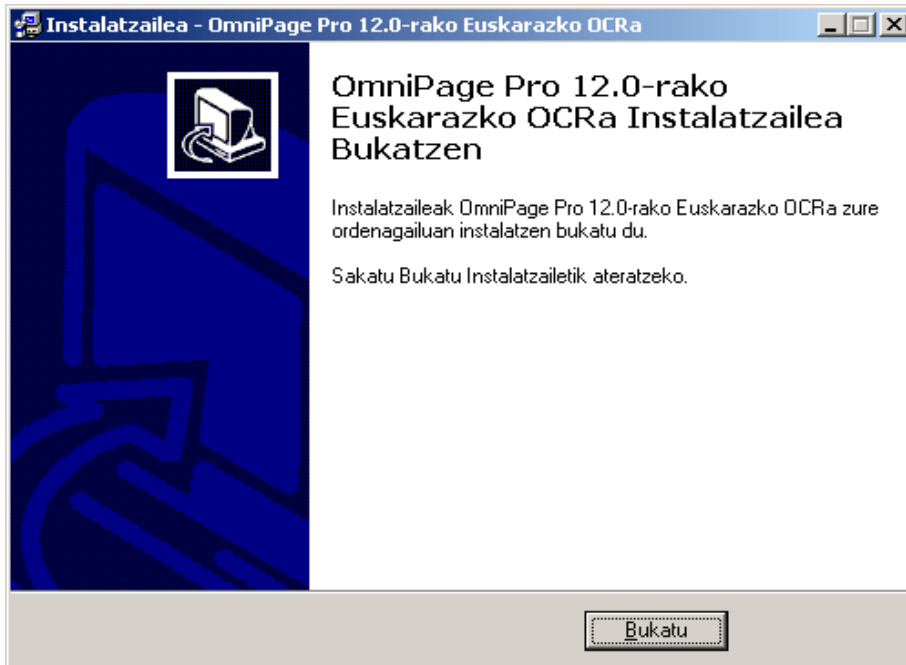 Instalatzailea - OmniPage Pro 12.0-rako Euskarazko OCRa
OmniPage Pro 12.0-rako
Euskarazko OCRa Instalatzailea
Bukatzen
Instalatzaileak OmniPage Pro 12.0-rako Euskarazko OCRa zure
ordenagailuan instalatzen bukatu du.
Sakatu Bukatu Instalatzailetik ateratzeko.
Bukatu